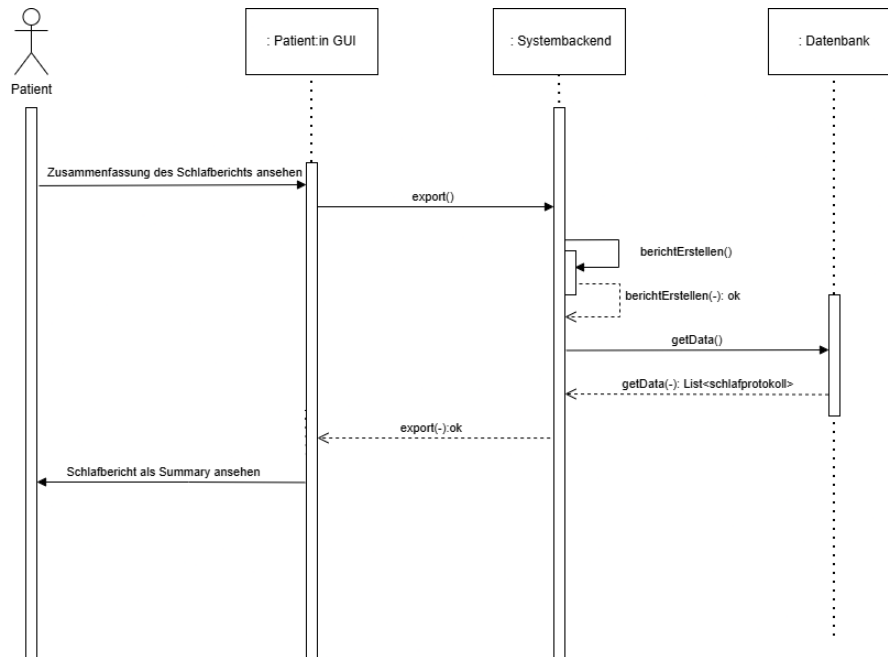 : Patient:in GUI
: Systembackend
: Datenbank
Patient
Zusammenfassung des Schlafberichts ansehen
export()
berichtErstellen()
berichtErstellen(-): ok
getData()
getData(-): List<schlafprotokoll>
export(-):ok
Schlafbericht als Summary ansehen